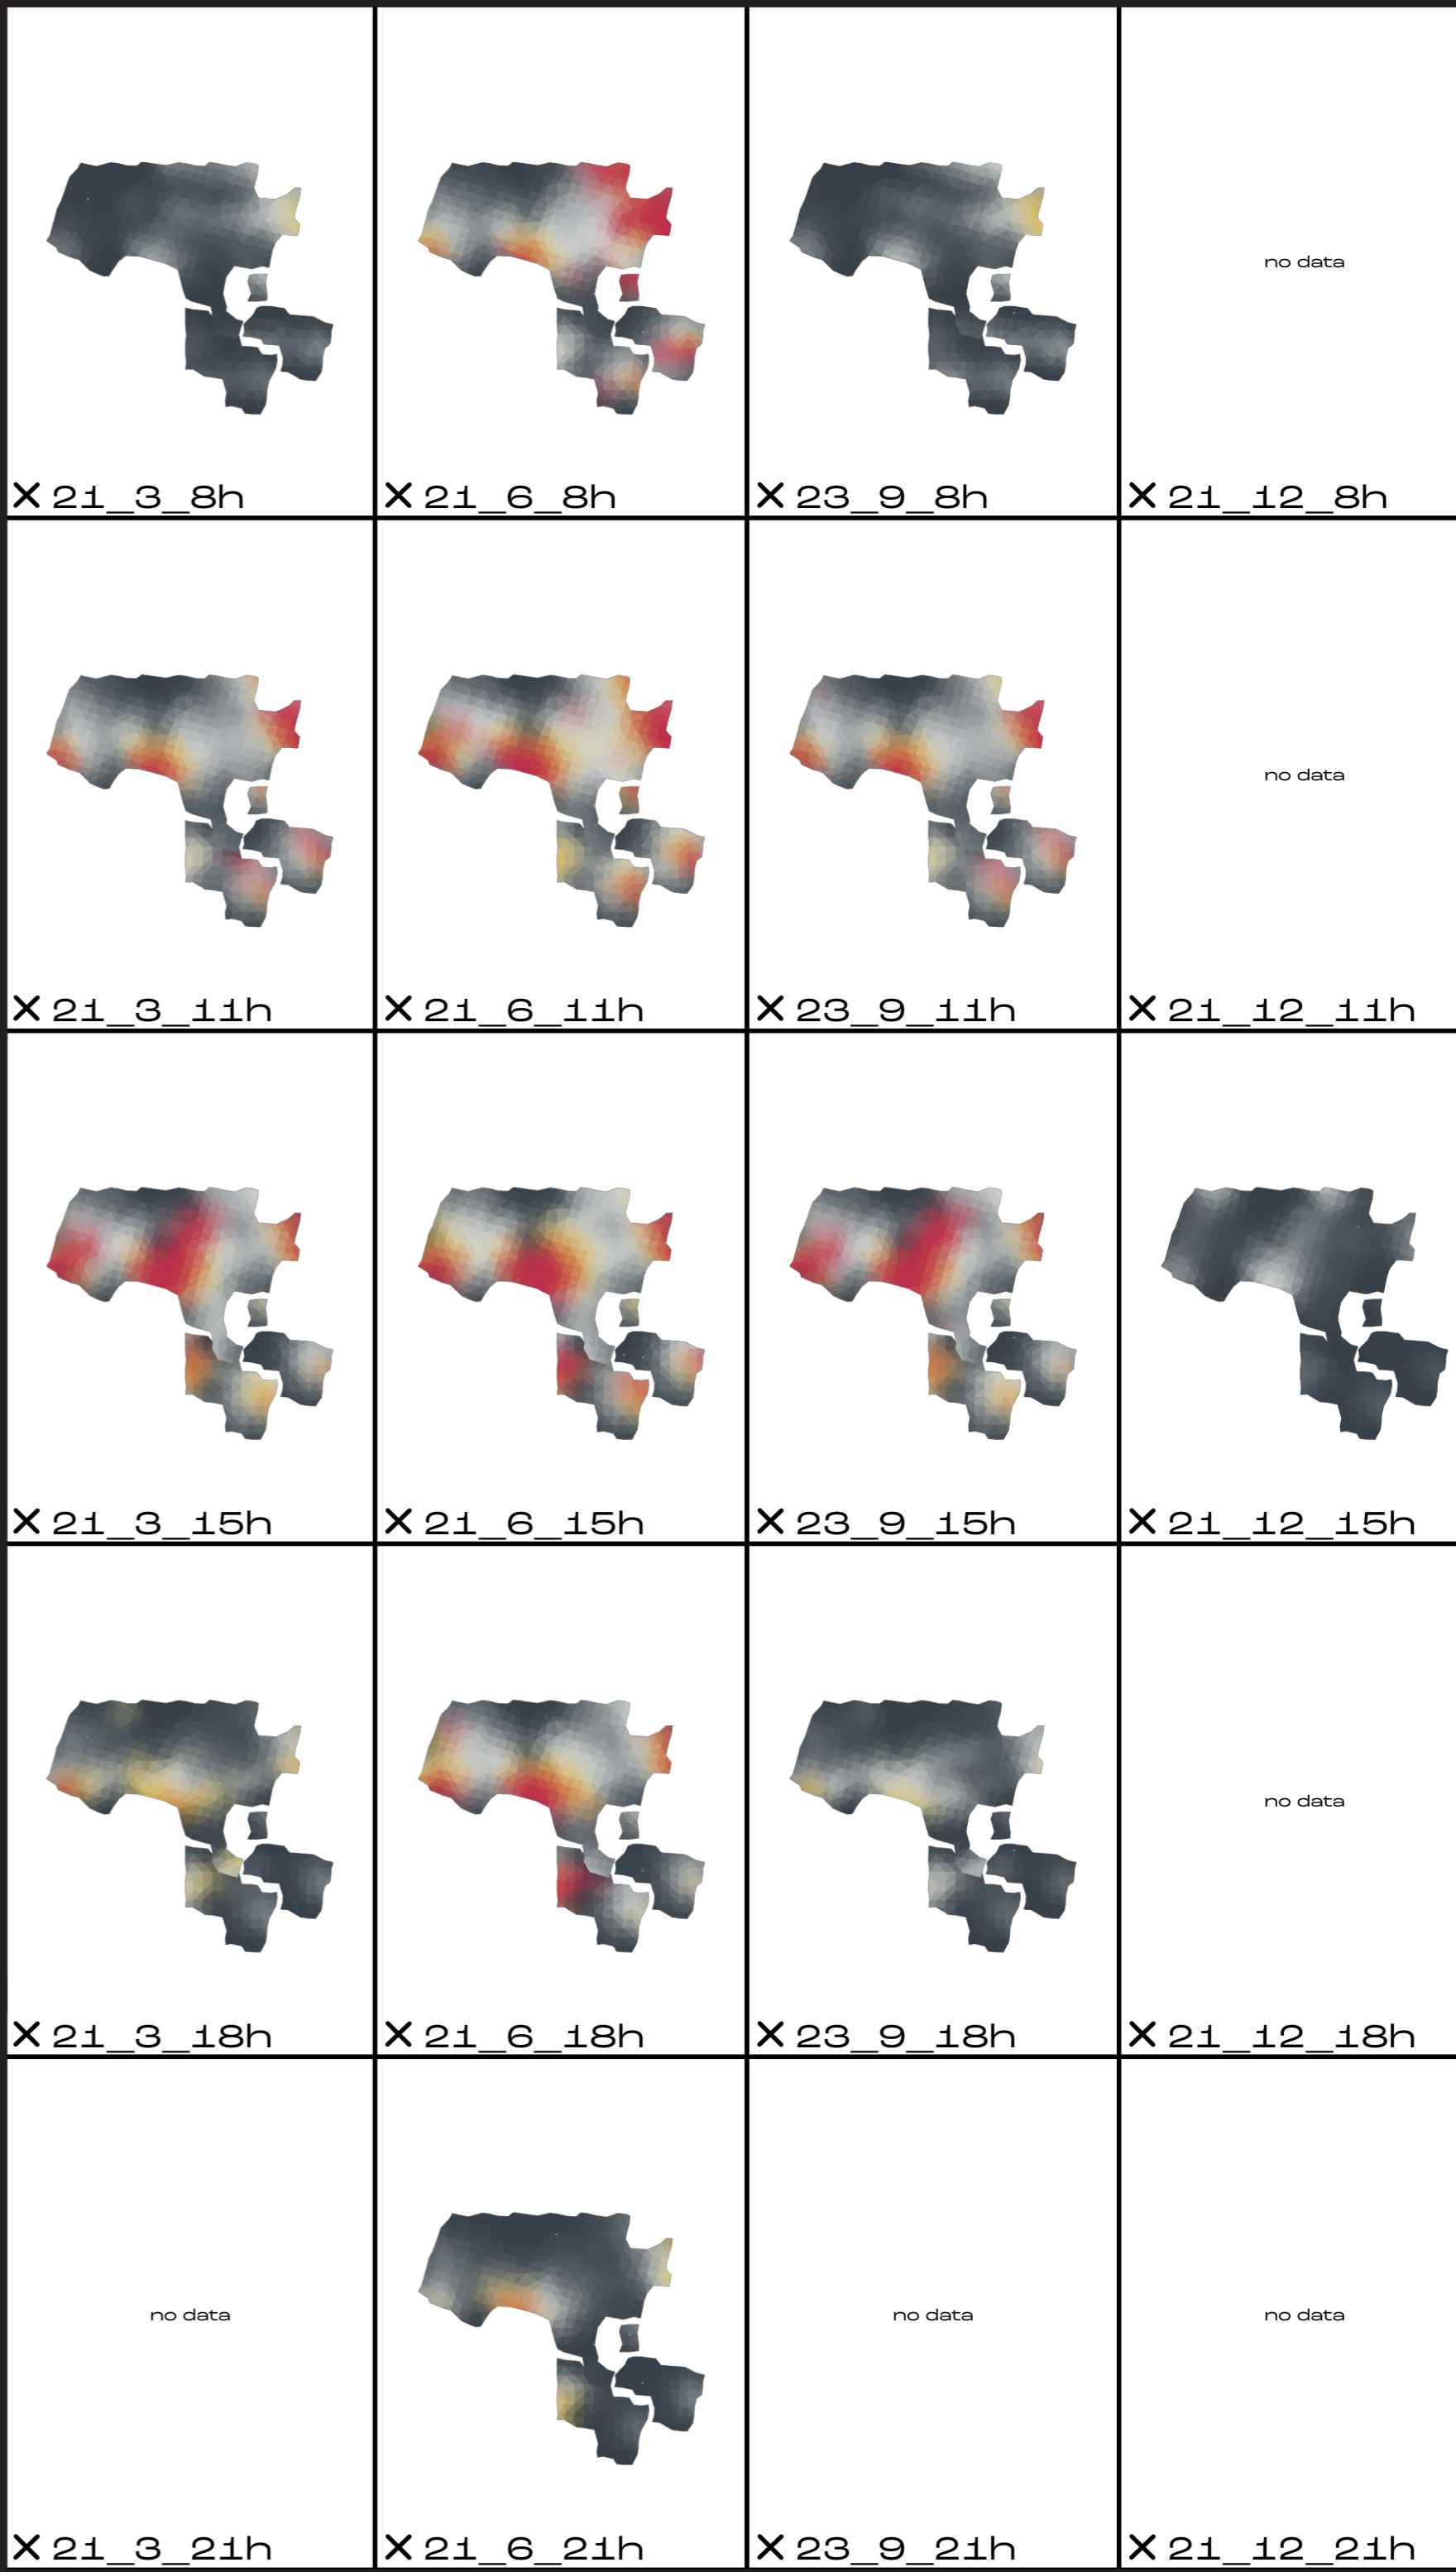 no data
✕ 21_3_8h
✕ 21_6_8h
✕ 23_9_8h
✕ 21_12_8h
no data
✕ 21_3_11h
✕ 21_6_11h
✕ 23_9_11h
✕ 21_12_11h
✕ 21_3_15h
✕ 21_6_15h
✕ 23_9_15h
✕ 21_12_15h
no data
✕ 21_3_18h
✕ 21_6_18h
✕ 23_9_18h
✕ 21_12_18h
no data
no data
no data
✕ 21_3_21h
✕ 21_6_21h
✕ 23_9_21h
✕ 21_12_21h